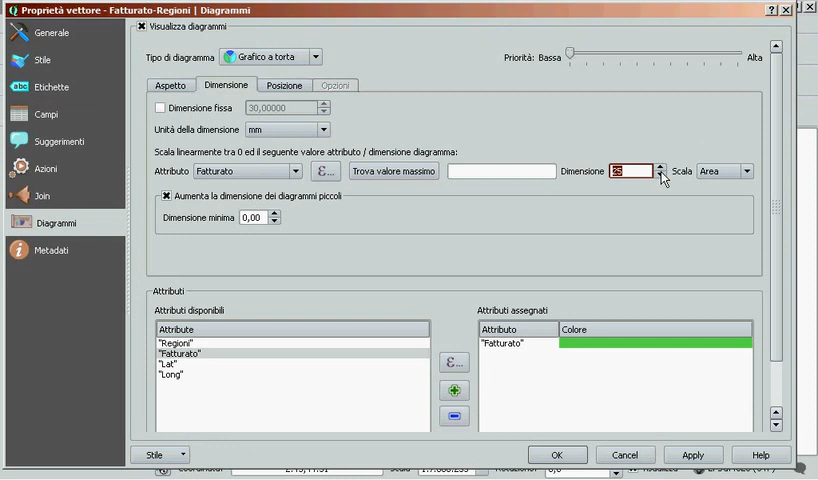 Proprietà vettore - Fatturato-Regioni | Diagrammi
Generale
Stile
Etichette
Campi
Suggerimenti
Azioni
Join
Diagrammi
Metadati
Visualizza diagrammi
Tipo di diagramma Grafico a torta Priorità: Bassa Alta
Aspetto Dimensione Posizione Opzioni
Dimensione fissa 30,00000
Unità della dimensione mm
Scala linearmente tra 0 ed il seguente valore attributo / dimensione diagramma:
Attributo Fatturato ε... Trova valore massimo Dimensione 25 Scala Area
Aumenta la dimensione dei diagrammi piccoli
Dimensione minima 0,00
Attributi
Attributi disponibili Attributi assegnati
Attribute Attributo Colore
"Regioni" "Fatturato"
"Fatturato"
"Lat"
"Long"
ε...
Stile OK Cancel Apply Help